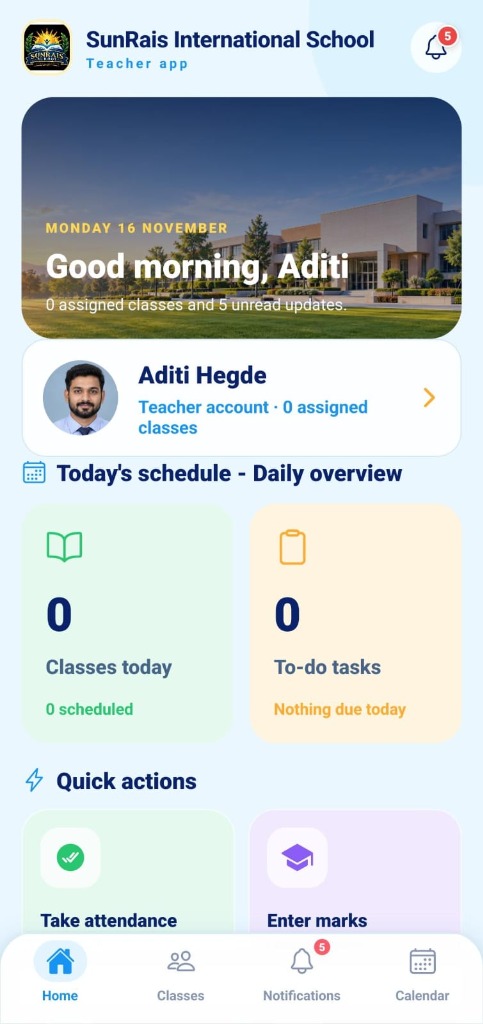 SunRais International School
Teacher app
5
MONDAY 16 NOVEMBER
Good morning, Aditi
0 assigned classes and 5 unread updates.
Aditi Hegde
Teacher account · 0 assigned
classes
Today's schedule - Daily overview
0
Classes today
0 scheduled
0
To-do tasks
Nothing due today
Quick actions
Take attendance
Enter marks
5
Home
Classes
Notifications
Calendar